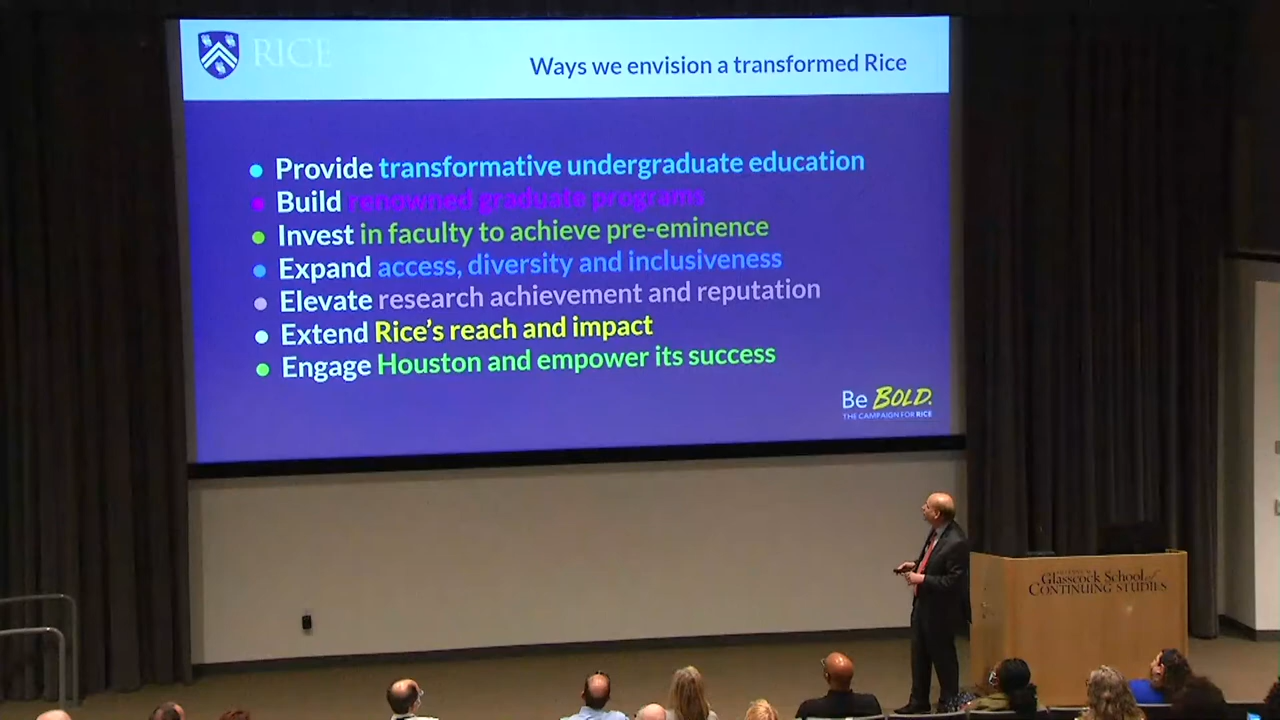 RICE
Ways we envision a transformed Rice
Provide transformative undergraduate education
Build renowned graduate programs
Invest in faculty to achieve pre-eminence
Expand access, diversity and inclusiveness
Elevate research achievement and reputation
Extend Rice's reach and impact
Engage Houston and empower its success
Be BOLD.
THE CAMPAIGN FOR RICE
Glasscock School of
CONTINUING STUDIES